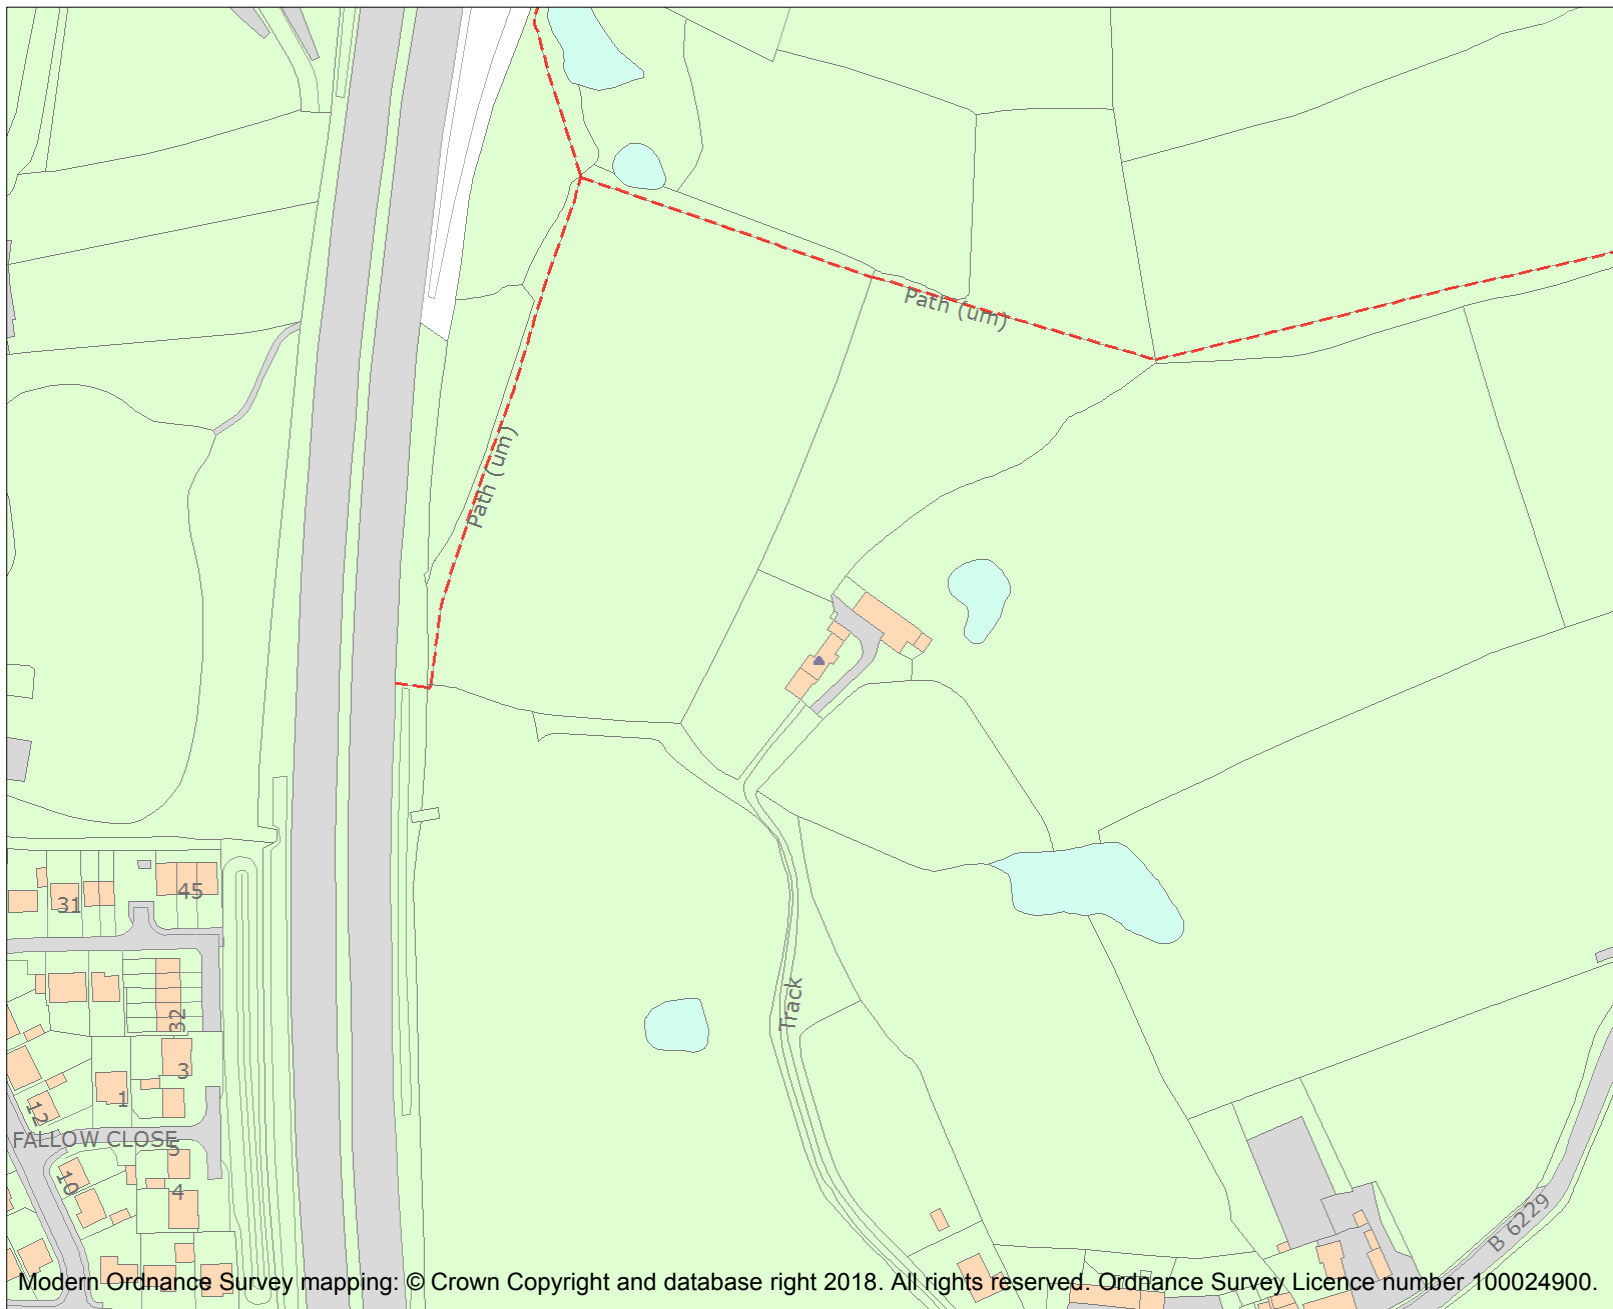 Path (um)
Path (um)
Track
31
45
32
3
1
12
FALLOW CLOSE
5
10
4
B 6229
Modern Ordnance Survey mapping: © Crown Copyright and database right 2018. All rights reserved. Ordnance Survey Licence number 100024900.